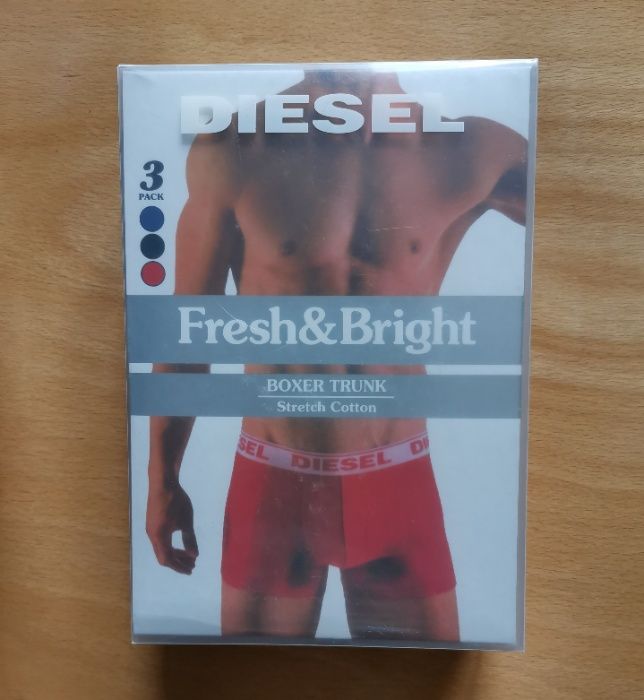 DIESEL
3
PACK
Fresh&Bright
BOXER TRUNK
Stretch Cotton
SEL DIESEL DI